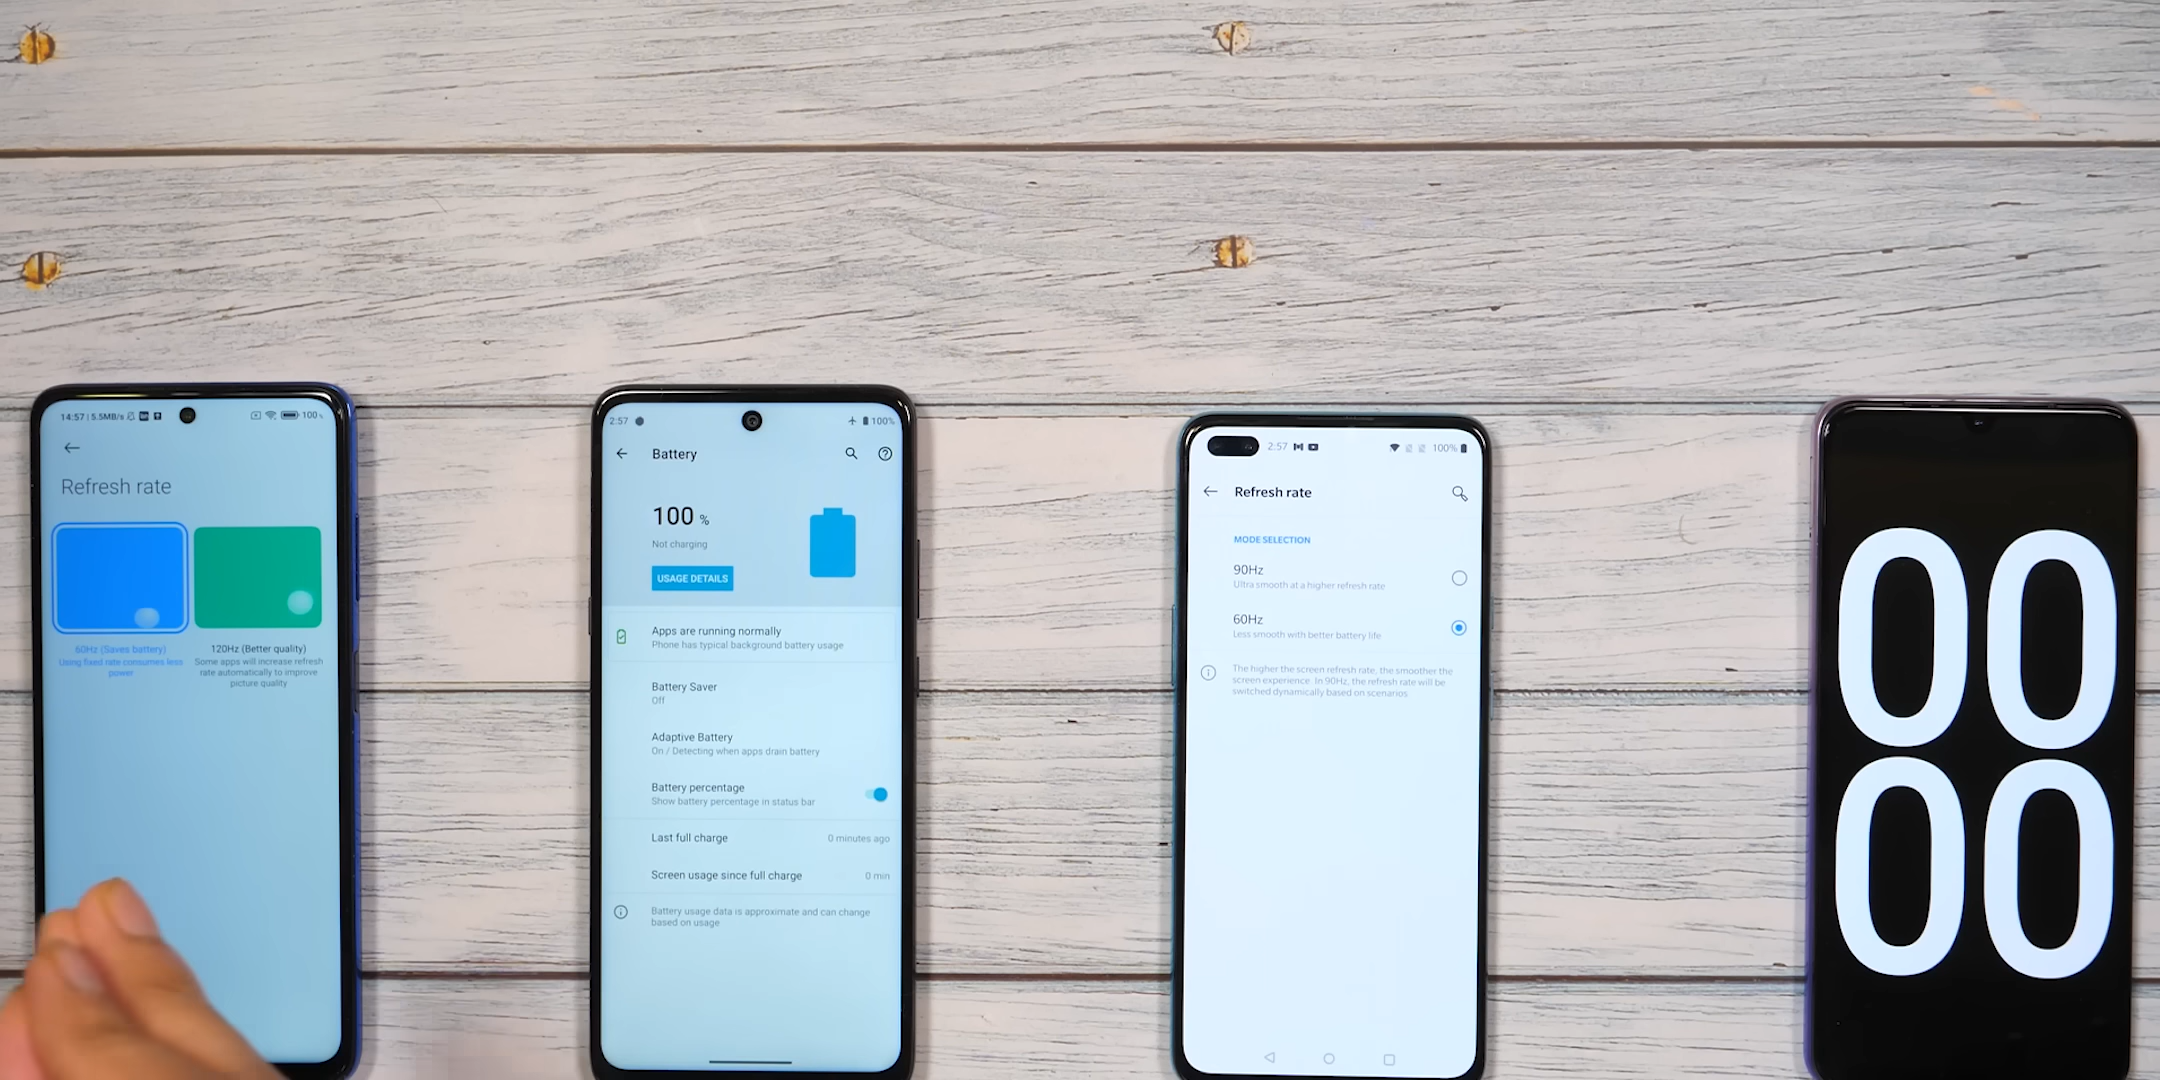 14:57 | 5.5MB/s
100
Refresh rate
60Hz (Saves battery)
Using fixed rate consumes less
power
120Hz (Better quality)
Some apps will increase refresh
rate automatically to improve
picture quality
2:57
100%
Battery
100 %
Not charging
USAGE DETAILS
Apps are running normally
Phone has typical background battery usage
Battery Saver
Off
Adaptive Battery
On / Detecting when apps drain battery
Battery percentage
Show battery percentage in status bar
Last full charge
0 minutes ago
Screen usage since full charge
0 min
Battery usage data is approximate and can change
based on usage
2:57
100%
Refresh rate
MODE SELECTION
90Hz
Ultra smooth at a higher refresh rate
60Hz
Less smooth with better battery life
The higher the screen refresh rate, the smoother the
screen experience. In 90Hz, the refresh rate will be
switched dynamically based on scenarios.
00
00